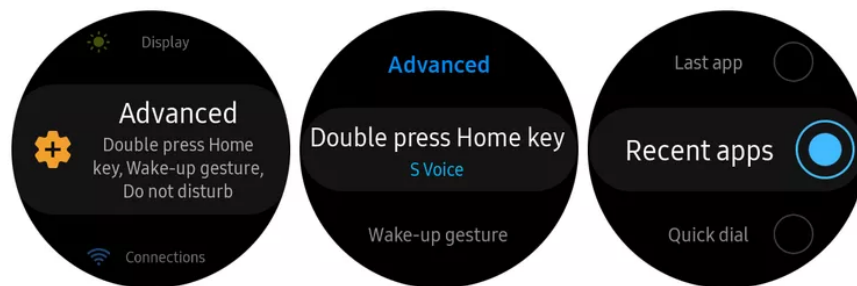 Display
Advanced
Double press Home
key, Wake-up gesture,
Do not disturb
Connections
Advanced
Double press Home key
S Voice
Wake-up gesture
Last app
Recent apps
Quick dial